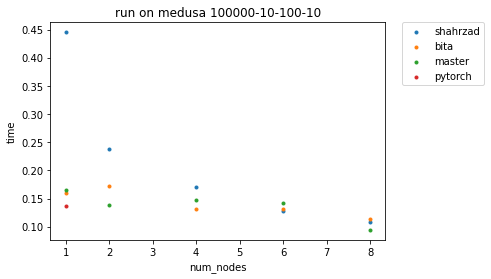 run on medusa 100000-10-100-10
0.45
0.40
0.35
0.30
0.25
0.20
0.15
0.10
time
1 2 3 4 5 6 7 8
num_nodes
shahrzad
bita
master
pytorch